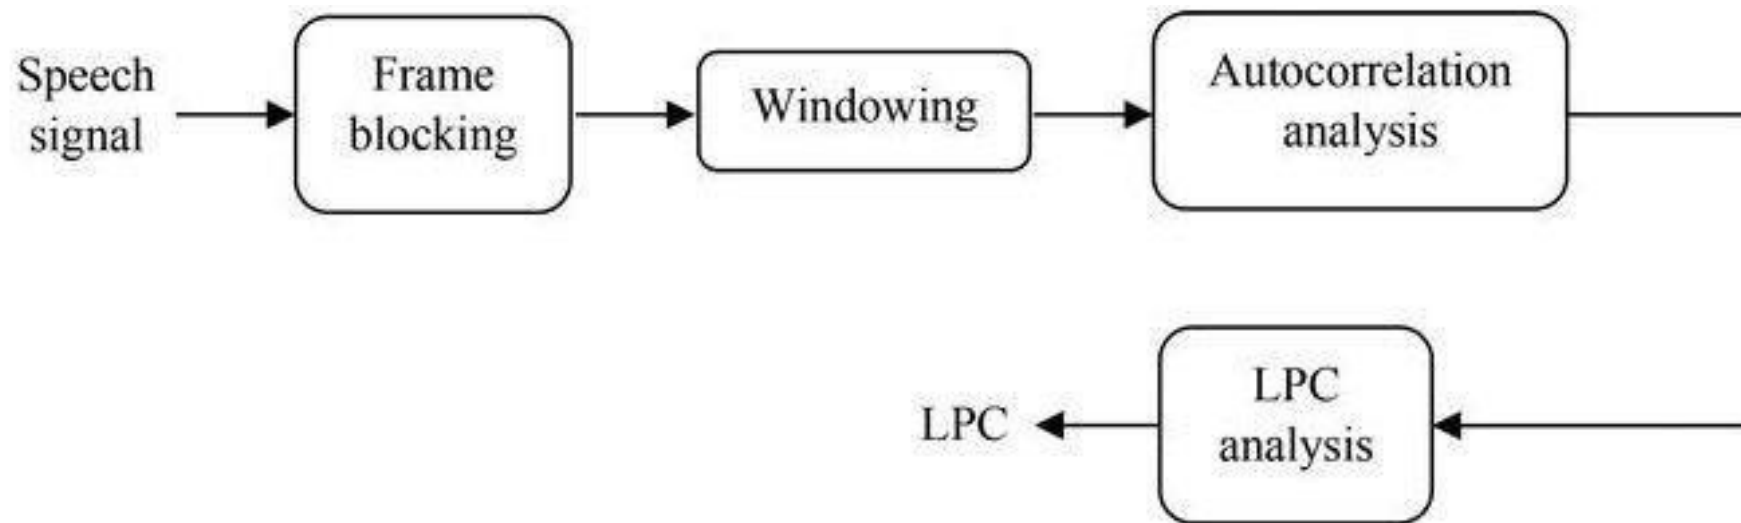 Speech
signal
Frame
blocking
Windowing
Autocorrelation
analysis
LPC
analysis
LPC